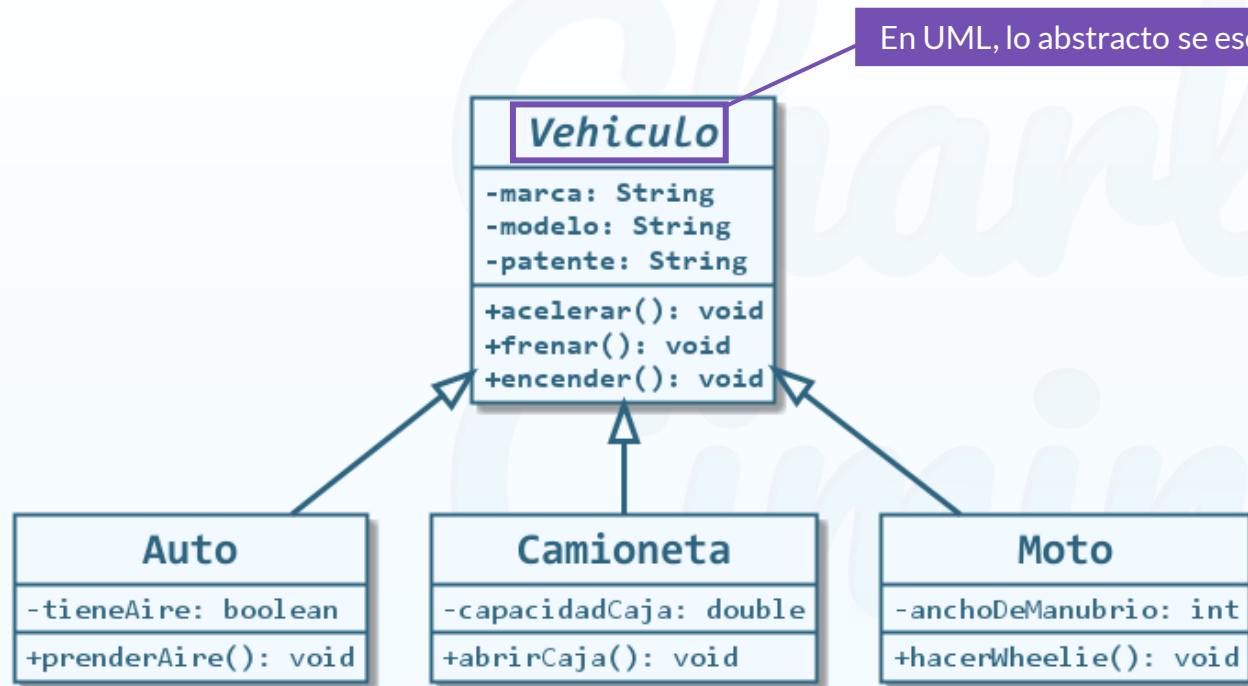 En UML, lo abstracto se
Vehiculo
-marca: String
-modelo: String
-patente: String
+acelerar(): void
+frenar(): void
+encender(): void
Auto
-tieneAire: boolean
+prenderAire(): void
Camioneta
-capacidadCaja: double
+abrirCaja(): void
Moto
-anchoDeManubrio: int
+hacerWheelie(): void